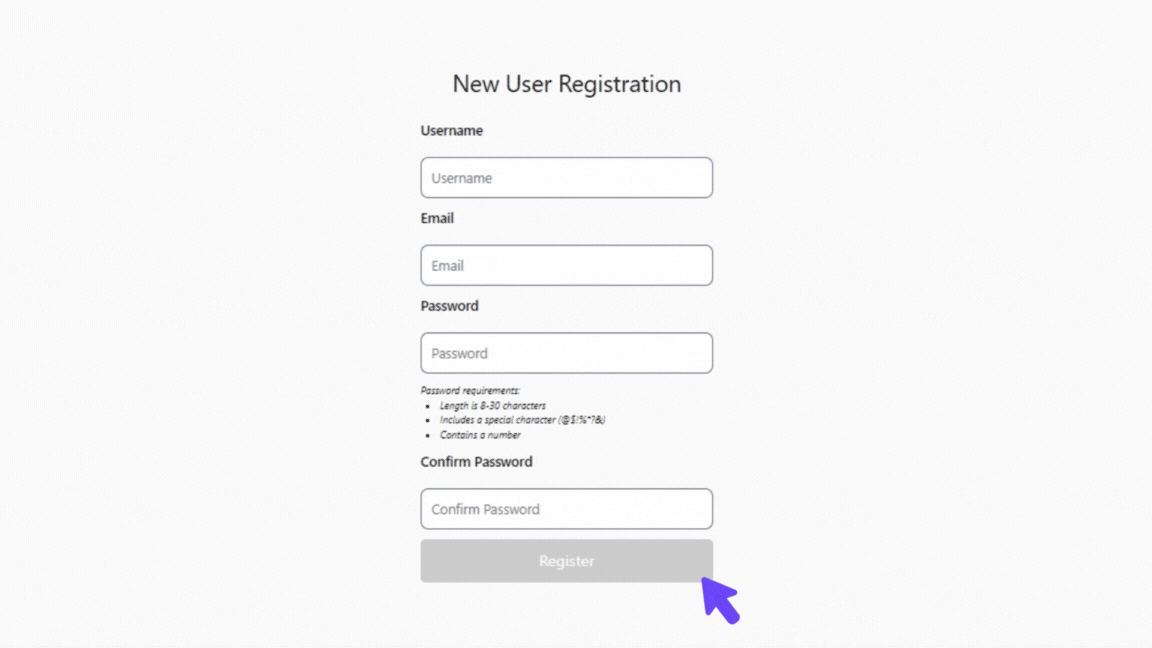 New User Registration
Username
Username
Email
Email
Password
Password
Password requirements:
• Length is 8-30 characters
• Includes a special character (@$!%*?&)
• Contains a number
Confirm Password
Confirm Password
Register